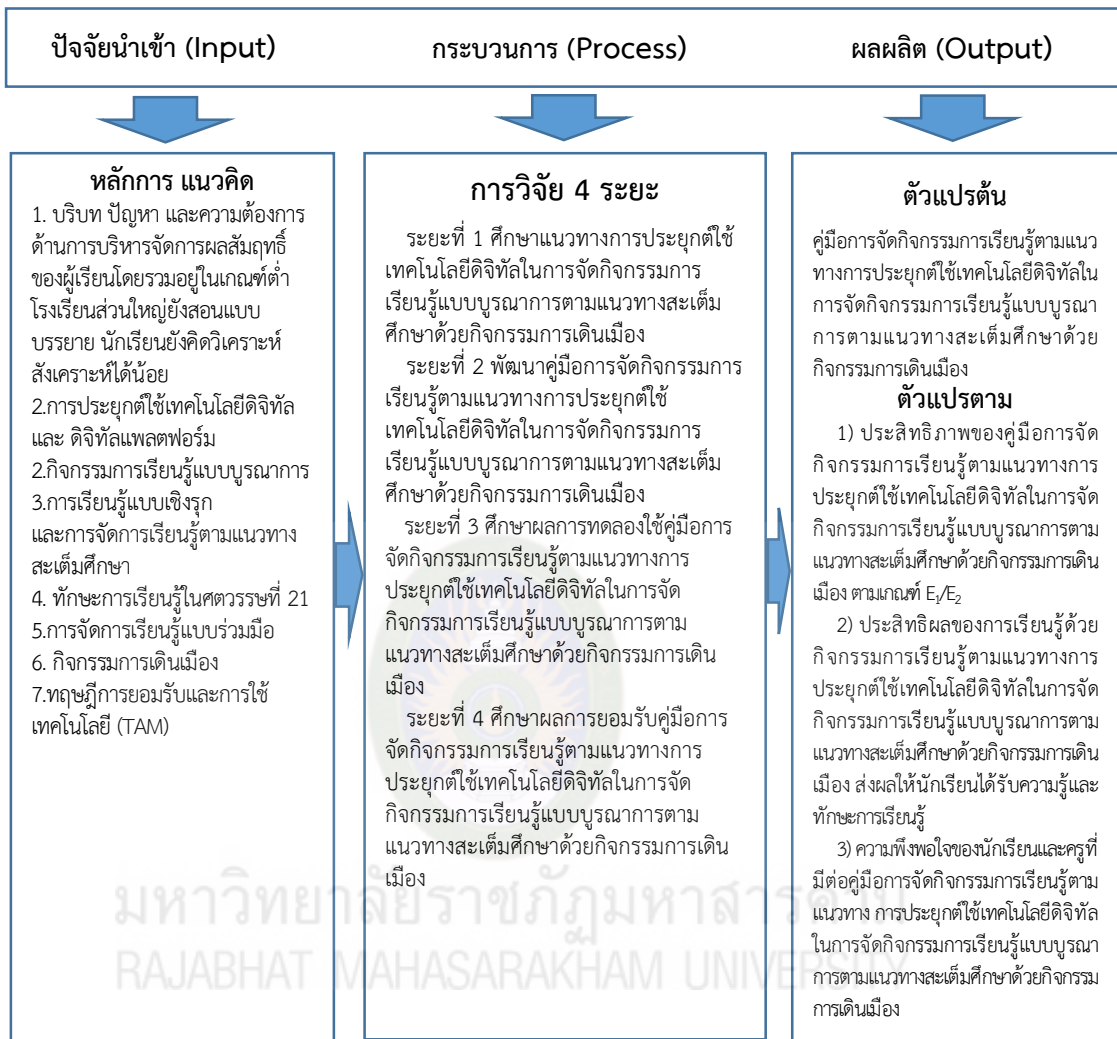 ปัจจัยนำเข้า (Input)
กระบวนการ (Process)
ผลผลิต (Output)
หลักการ แนวคิด
1. บริบท ปัญหา และความต้องการ
ด้านการบริหารจัดการผลสัมฤทธิ์
ของผู้เรียนโดยรวมอยู่ในเกณฑ์ต่ำ
โรงเรียนส่วนใหญ่ยังสอนแบบ
บรรยาย นักเรียนยังคิดวิเคราะห์
สังเคราะห์ได้น้อย
2.การประยุกต์ใช้เทคโนโลยีดิจิทัล
และ ดิจิทัลแพลตฟอร์ม
2.กิจกรรมการเรียนรู้แบบบูรณาการ
3.การเรียนรู้แบบเชิงรุก
และการจัดการเรียนรู้ตามแนวทาง
สะเต็มศึกษา
4. ทักษะการเรียนรู้ในศตวรรษที่ 21
5.การจัดการเรียนรู้แบบร่วมมือ
6. กิจกรรมการเดินเมือง
7.ทฤษฎีการยอมรับและการใช้
เทคโนโลยี (TAM)
การวิจัย 4 ระยะ
ระยะที่ 1 ศึกษาแนวทางการประยุกต์ใช้
เทคโนโลยีดิจิทัลในการจัดกิจกรรมการ
เรียนรู้แบบบูรณาการตามแนวทางสะเต็ม
ศึกษาด้วยกิจกรรมการเดินเมือง
ระยะที่ 2 พัฒนาคู่มือการจัดกิจกรรมการ
เรียนรู้ตามแนวทางการประยุกต์ใช้
เทคโนโลยีดิจิทัลในการจัดกิจกรรมการ
เรียนรู้แบบบูรณาการตามแนวทางสะเต็ม
ศึกษาด้วยกิจกรรมการเดินเมือง
ระยะที่ 3 ศึกษาผลการทดลองใช้คู่มือการ
จัดกิจกรรมการเรียนรู้ตามแนวทางการ
ประยุกต์ใช้เทคโนโลยีดิจิทัลในการจัด
กิจกรรมการเรียนรู้แบบบูรณาการตาม
แนวทางสะเต็มศึกษาด้วยกิจกรรมการเดิน
เมือง
ระยะที่ 4 ศึกษาผลการยอมรับคู่มือการ
จัดกิจกรรมการเรียนรู้ตามแนวทางการ
ประยุกต์ใช้เทคโนโลยีดิจิทัลในการจัด
กิจกรรมการเรียนรู้แบบบูรณาการตาม
แนวทางสะเต็มศึกษาด้วยกิจกรรมการเดิน
เมือง
ตัวแปรต้น
คู่มือการจัดกิจกรรมการเรียนรู้ตามแนว
ทางการประยุกต์ใช้เทคโนโลยีดิจิทัลใน
การจัดกิจกรรมการเรียนรู้แบบบูรณา
การตามแนวทางสะเต็มศึกษาด้วย
กิจกรรมการเดินเมือง
ตัวแปรตาม
1) ประสิทธิภาพของคู่มือการจัด
กิจกรรมการเรียนรู้ตามแนวทางการ
ประยุกต์ใช้เทคโนโลยีดิจิทัลในการจัด
กิจกรรมการเรียนรู้แบบบูรณาการตาม
แนวทางสะเต็มศึกษาด้วยกิจกรรมการเดิน
เมือง ตามเกณฑ์ E₁/E₂
2) ประสิทธิผลของการเรียนรู้ด้วย
กิจกรรมการเรียนรู้ตามแนวทางการ
ประยุกต์ใช้เทคโนโลยีดิจิทัลในการจัด
กิจกรรมการเรียนรู้แบบบูรณาการตาม
แนวทางสะเต็มศึกษาด้วยกิจกรรมการเดิน
เมือง ส่งผลให้นักเรียนได้รับความรู้และ
ทักษะการเรียนรู้
3) ความพึงพอใจของนักเรียนและครูที่
มีต่อคู่มือการจัดกิจกรรมการเรียนรู้ตาม
แนวทาง การประยุกต์ใช้เทคโนโลยีดิจิทัล
ในการจัดกิจกรรมการเรียนรู้แบบบูรณา
การตามแนวทางสะเต็มศึกษาด้วยกิจกรรม
การเดินเมือง
มหาวิทยาลัยราชภัฏมหาสารคาม
RAJABHAT MAHASARAKHAM UNIVERSITY